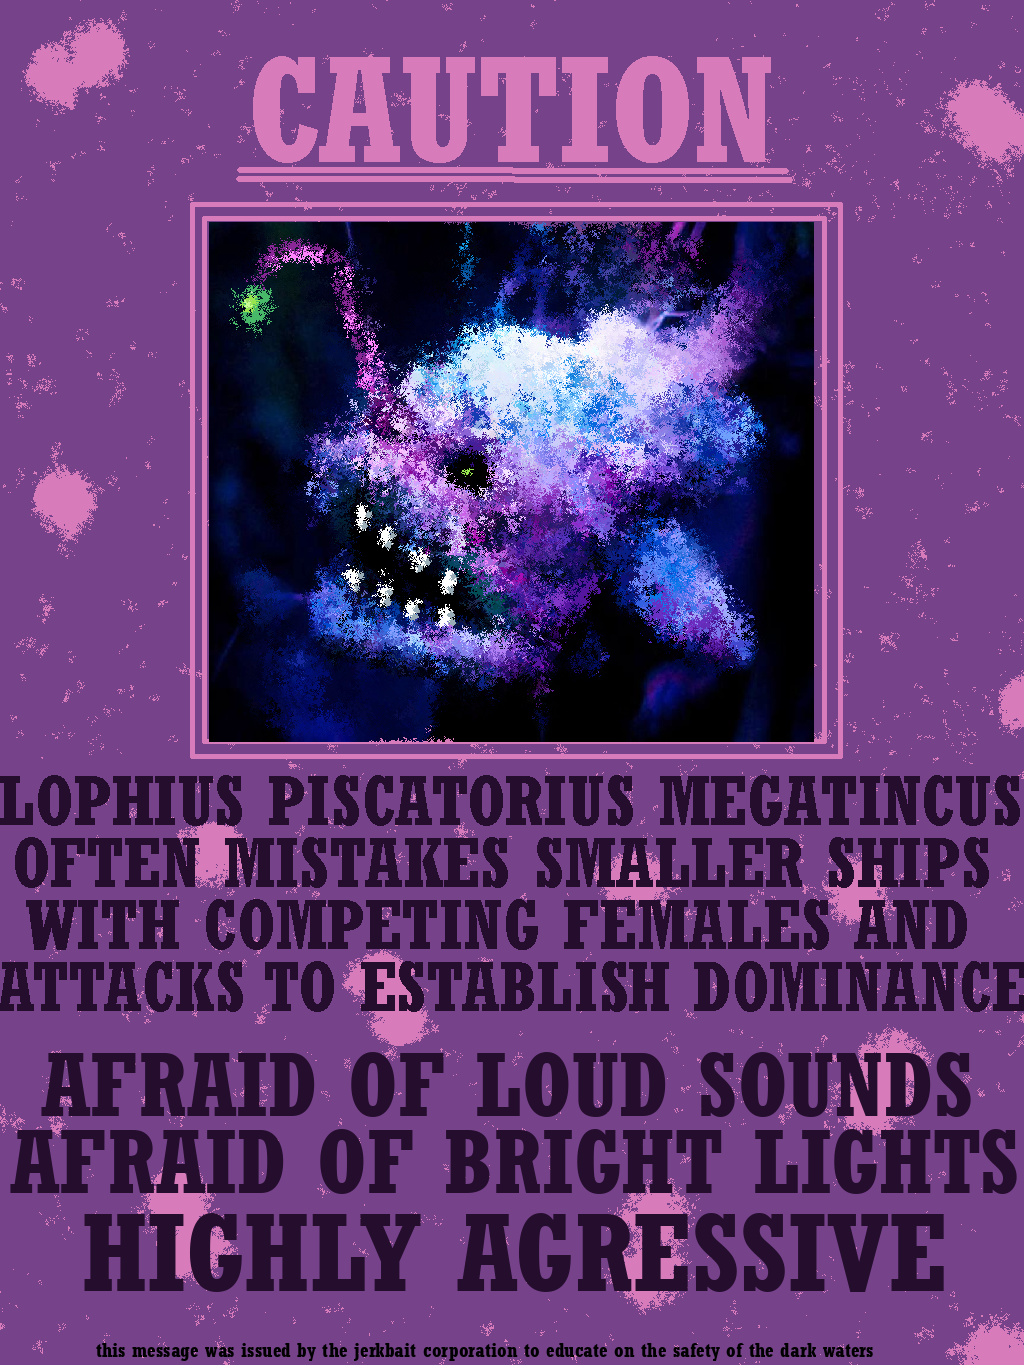 CAUTION
LOPHIUS PISCATORIUS MEGATINCUS
OFTEN MISTAKES SMALLER SHIPS
WITH COMPETING FEMALES AND
ATTACKS TO ESTABLISH DOMINANCE
AFRAID OF LOUD SOUNDS
AFRAID OF BRIGHT LIGHTS
HIGHLY AGRESSIVE
this message was issued by the jerkbait corporation to educate on the safety of the dark waters